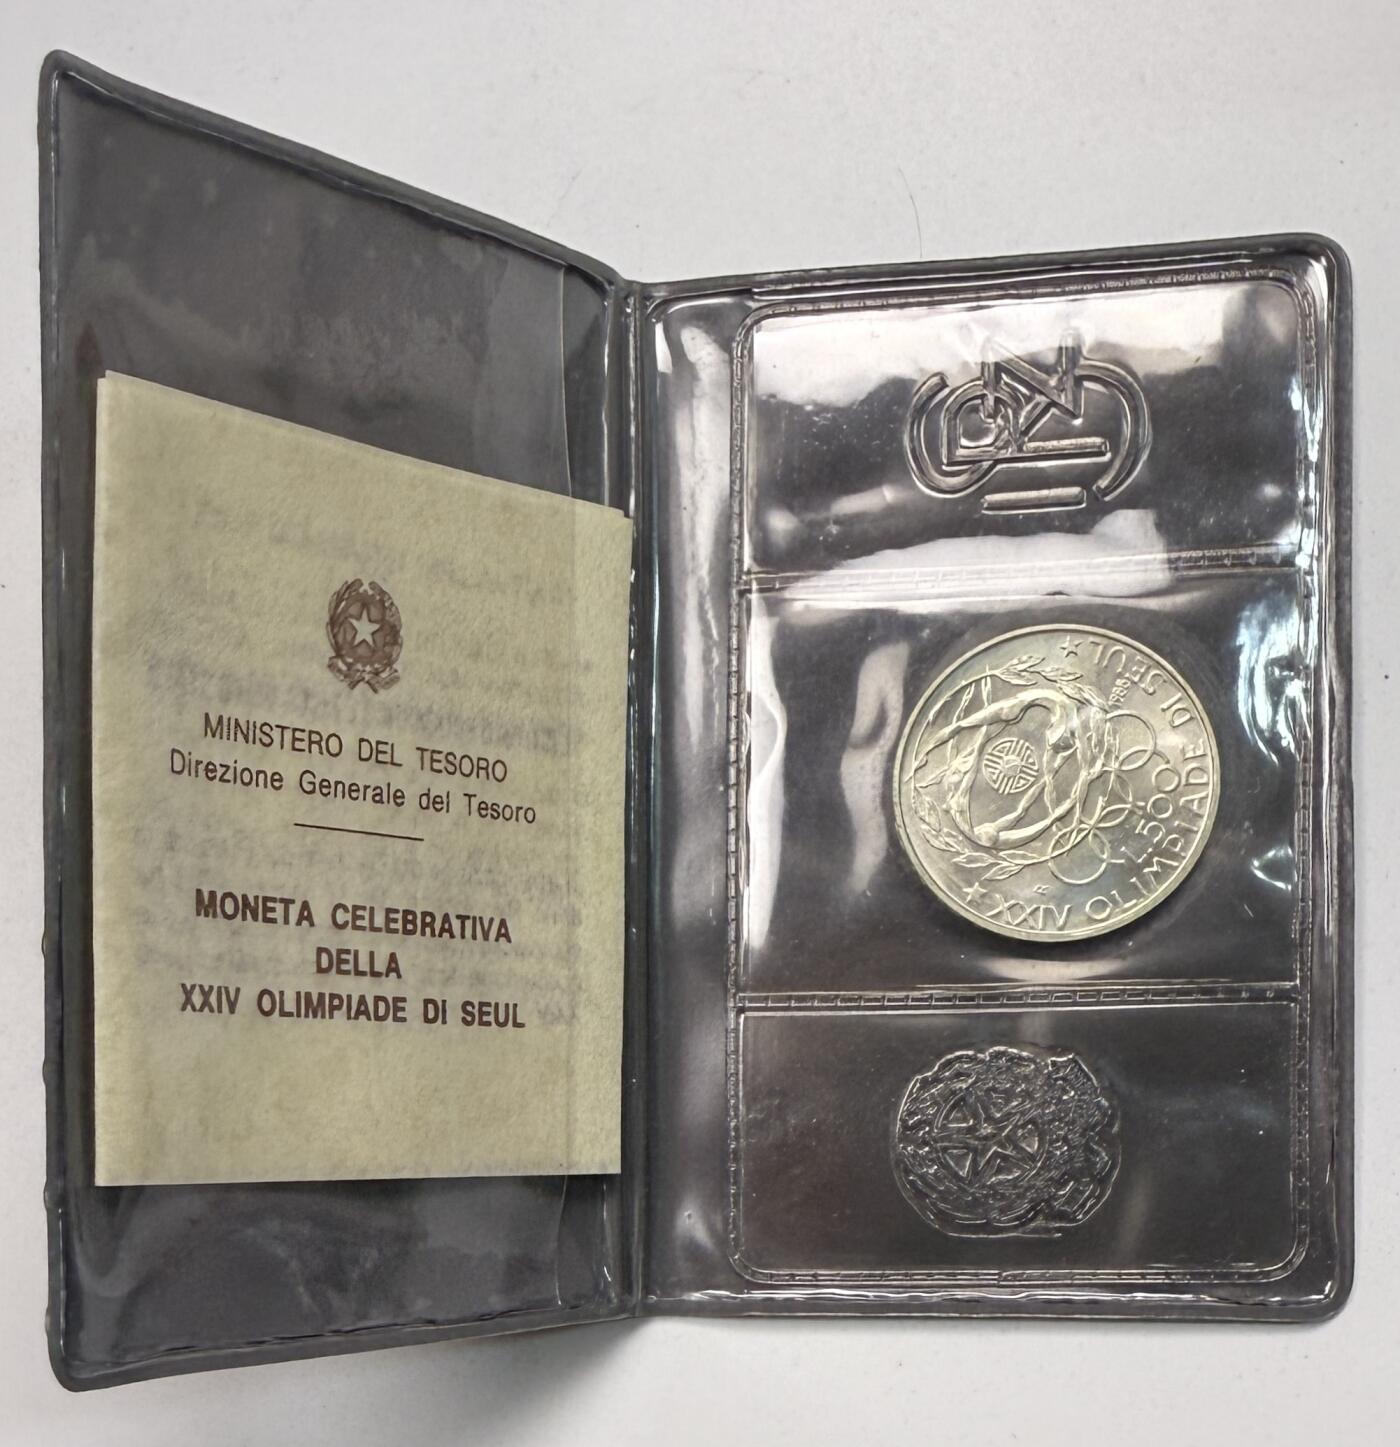 MINISTERO DEL TESORO
Direzione Generale del Tesoro
MONETA CELEBRATIVA
DELLA
XXIV OLIMPIADE DI SEUL
XXIV OLIMPIADE DI SEUL
1988
L.500
R